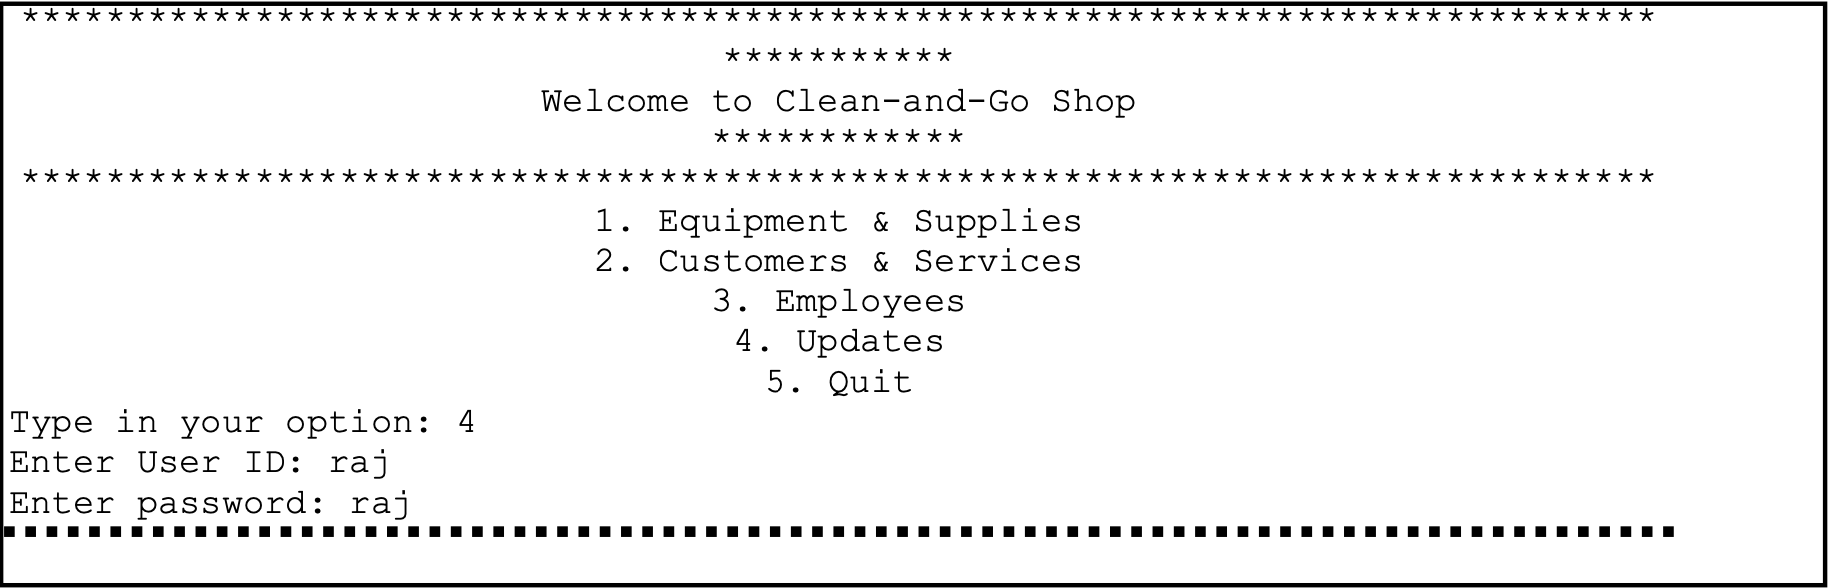 *****************************************************************************
***********
Welcome to Clean-and-Go Shop
************
*****************************************************************************
1. Equipment & Supplies
2. Customers & Services
3. Employees
4. Updates
5. Quit
Type in your option: 4
Enter User ID: raj
Enter password: raj